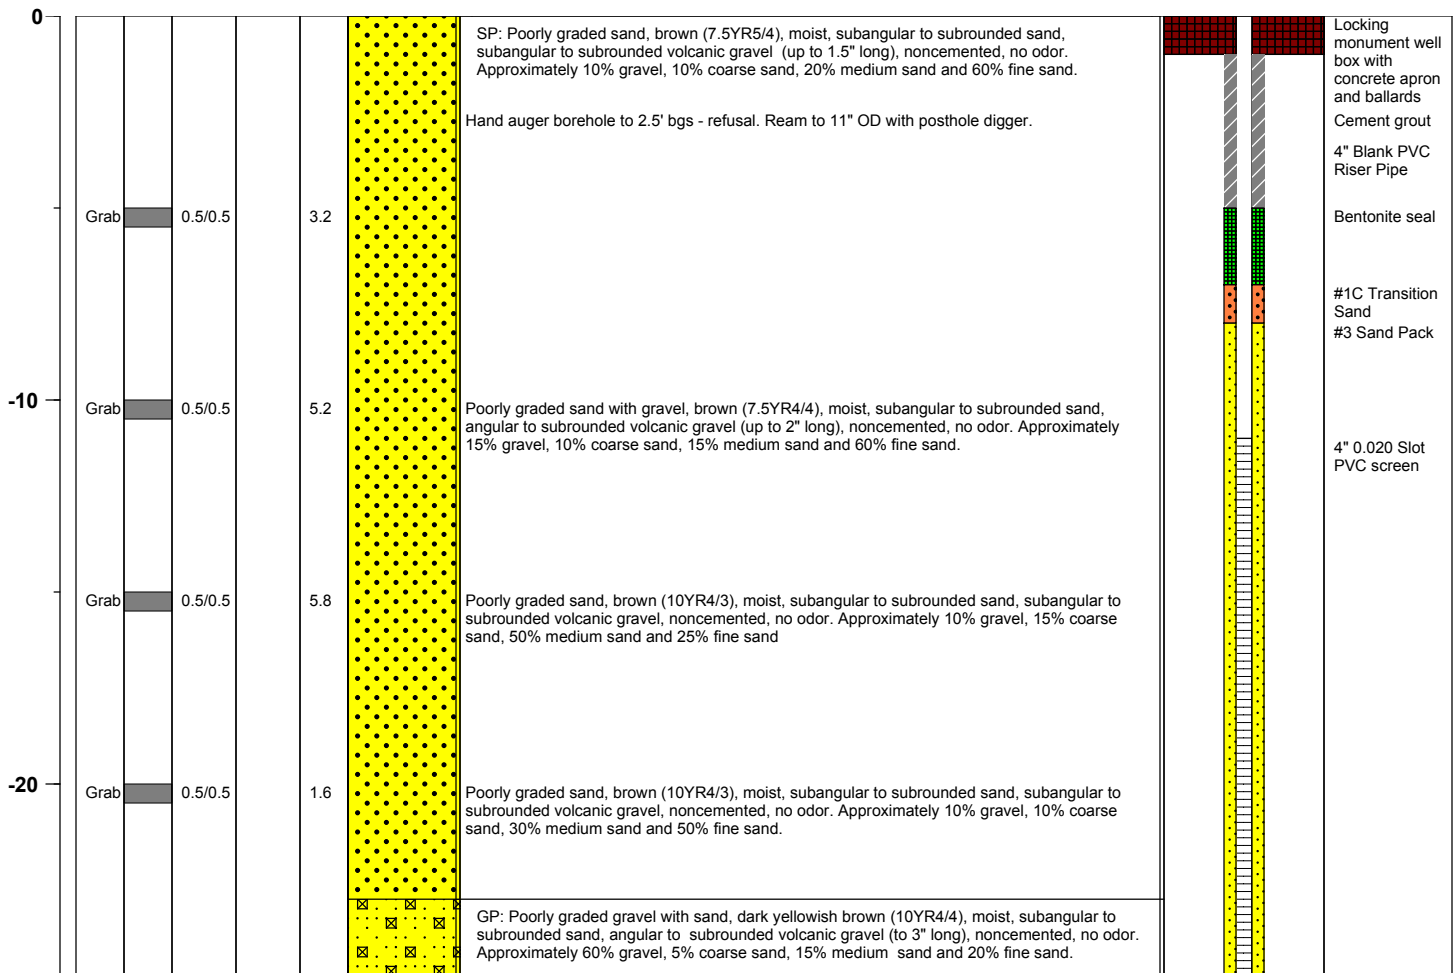 0
SP: Poorly graded sand, brown (7.5YR5/4), moist, subangular to subrounded sand,
subangular to subrounded volcanic gravel (up to 1.5" long), noncemented, no odor.
Approximately 10% gravel, 10% coarse sand, 20% medium sand and 60% fine sand.
Locking
monument well
box with
concrete apron
and ballards
Hand auger borehole to 2.5' bgs - refusal. Ream to 11" OD with posthole digger.
Cement grout
4" Blank PVC
Riser Pipe
Grab 0.5/0.5 3.2
Bentonite seal
#1C Transition
Sand
#3 Sand Pack
-10
Grab 0.5/0.5 5.2
Poorly graded sand with gravel, brown (7.5YR4/4), moist, subangular to subrounded sand,
angular to subrounded volcanic gravel (up to 2" long), noncemented, no odor. Approximately
15% gravel, 10% coarse sand, 15% medium sand and 60% fine sand.
4" 0.020 Slot
PVC screen
Grab 0.5/0.5 5.8
Poorly graded sand, brown (10YR4/3), moist, subangular to subrounded sand, subangular to
subrounded volcanic gravel, noncemented, no odor. Approximately 10% gravel, 15% coarse
sand, 50% medium sand and 25% fine sand
-20
Grab 0.5/0.5 1.6
Poorly graded sand, brown (10YR4/3), moist, subangular to subrounded sand, subangular to
subrounded volcanic gravel, noncemented, no odor. Approximately 10% gravel, 10% coarse
sand, 30% medium sand and 50% fine sand.
GP: Poorly graded gravel with sand, dark yellowish brown (10YR4/4), moist, subangular to
subrounded sand, angular to subrounded volcanic gravel (to 3" long), noncemented, no odor.
Approximately 60% gravel, 5% coarse sand, 15% medium sand and 20% fine sand.